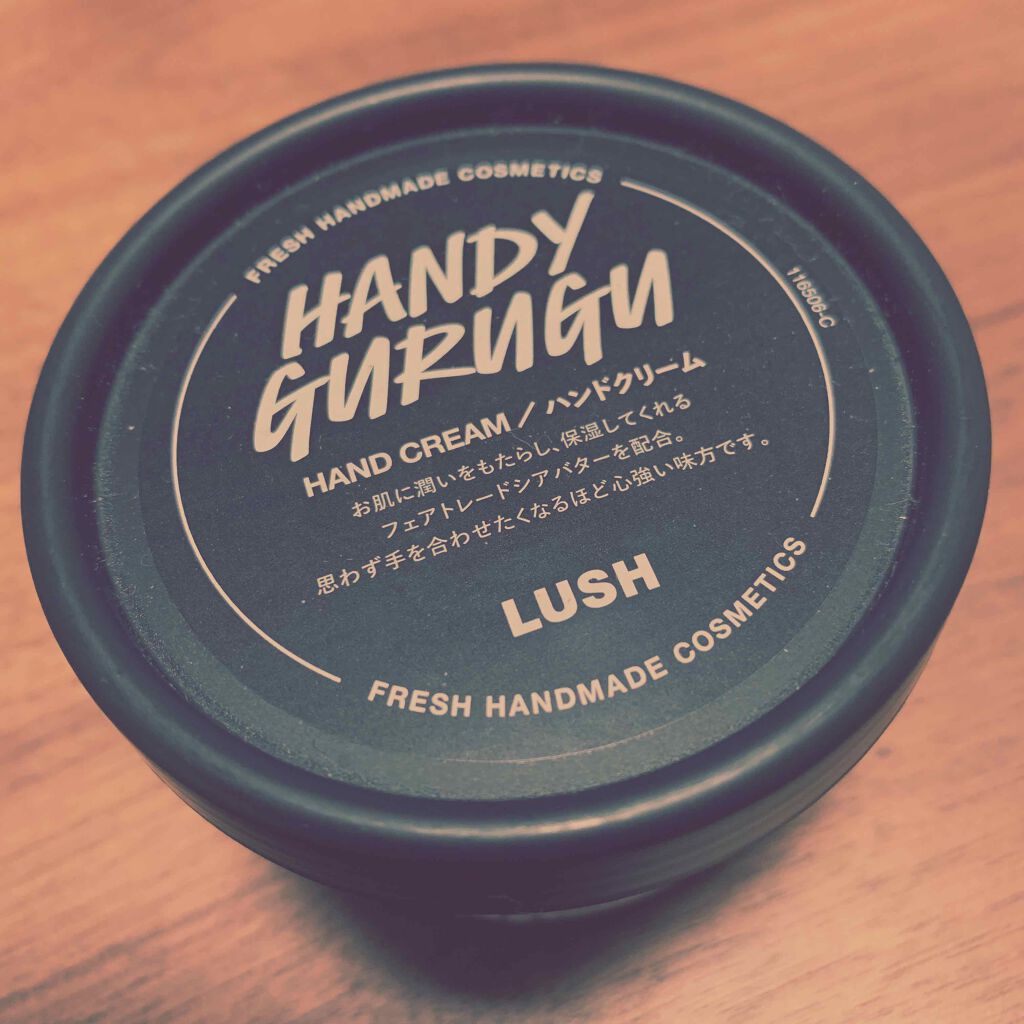 FRESH HANDMADE COSMETICS
HANDY
GURUGU
HAND CREAM / ハンドクリーム
お肌に潤いをもたらし、保湿してくれる
フェアトレードシアバターを配合。
思わず手を合わせたくなるほど心強い味方です。
LUSH
FRESH HANDMADE COSMETICS
116506-C